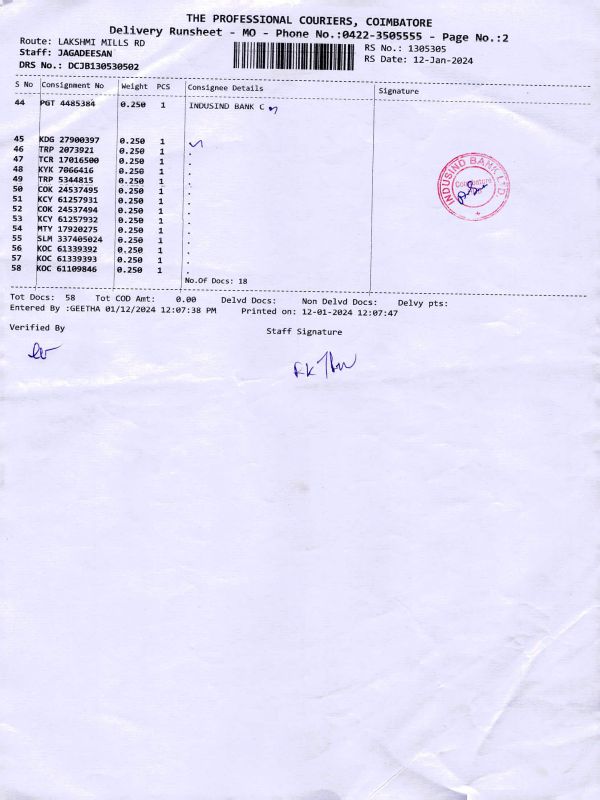 THE PROFESSIONAL COURIERS, COIMBATORE
Delivery Runsheet - MO - Phone No.:0422-3505555 - Page No.:2
Route: LAKSHMI MILLS RD
RS No.: 1305305
Staff: JAGADEESAN
RS Date: 12-Jan-2024
DRS No.: DCJB130530502
S No Consignment No Weight PCS Consignee Details Signature
44 PGT 4485384 0.250 1 INDUSIND BANK C
45 KDG 27900397 0.250 1
46 TRP 2073921 0.250 1 .
47 TCR 17016500 0.250 1 .
48 KYK 7066416 0.250 1 .
49 TRP 5344815 0.250 1 .
50 COK 24537495 0.250 1 .
51 KCY 61257931 0.250 1 .
52 COK 24537494 0.250 1 .
53 KCY 61257932 0.250 1 .
54 MTY 17920275 0.250 1 .
55 SLM 337405024 0.250 1 .
56 KOC 61339392 0.250 1 .
57 KOC 61339393 0.250 1 .
58 KOC 61109846 0.250 1 .
No.Of Docs: 18
INDUSIND BANK LTD
Coimbatore
Tot Docs: 58 Tot COD Amt: 0.00 Delvd Docs: Non Delvd Docs: Delvy pts:
Entered By :GEETHA 01/12/2024 12:07:38 PM Printed on: 12-01-2024 12:07:47
Verified By
Staff Signature